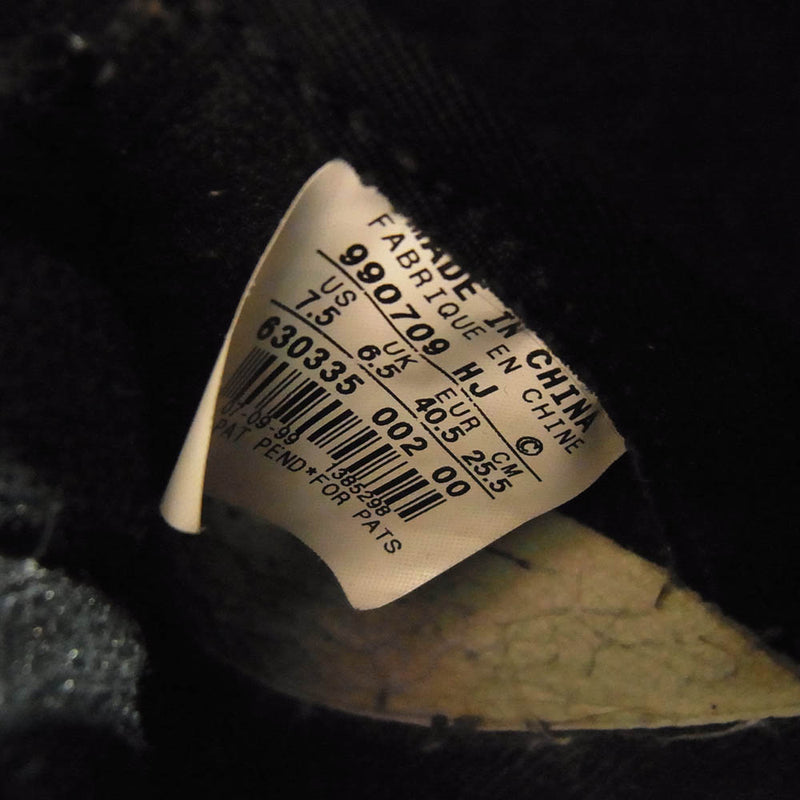 MADE IN CHINA
FABRIQUE EN CHINE
990709 HJ ©
US UK EUR CM
7.5 6.5 40.5 25.5
630335 002 00
07-09-99 1385298
PAT PEND*FOR PATS